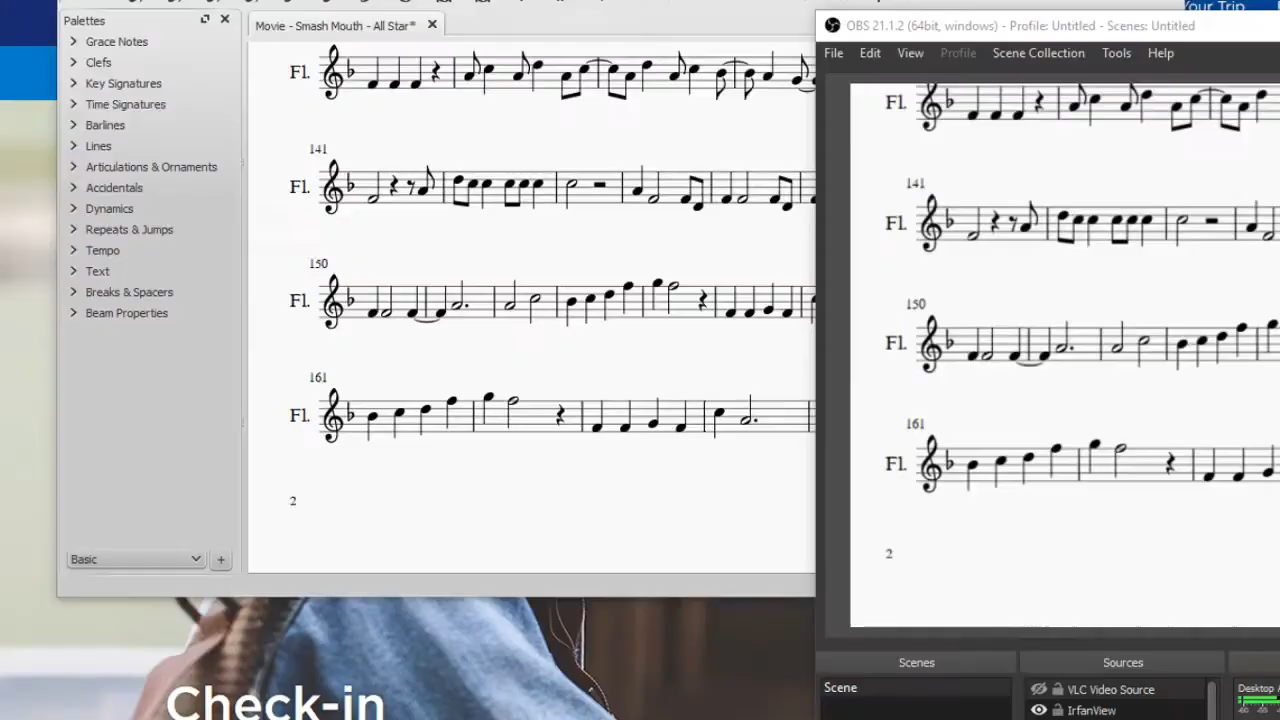 Your Trip
Palettes
Grace Notes
Clefs
Key Signatures
Time Signatures
Barlines
Lines
Articulations & Ornaments
Accidentals
Dynamics
Repeats & Jumps
Tempo
Text
Breaks & Spacers
Beam Properties
Basic
+
Movie - Smash Mouth - All Star*
Fl.
141
Fl.
150
Fl.
161
Fl.
2
OBS 21.1.2 (64bit, windows) - Profile: Untitled - Scenes: Untitled
File Edit View Profile Scene Collection Tools Help
Fl.
141
Fl.
150
Fl.
161
Fl.
2
Scenes Sources
Scene
VLC Video Source
IrfanView
Desktop
Check-in